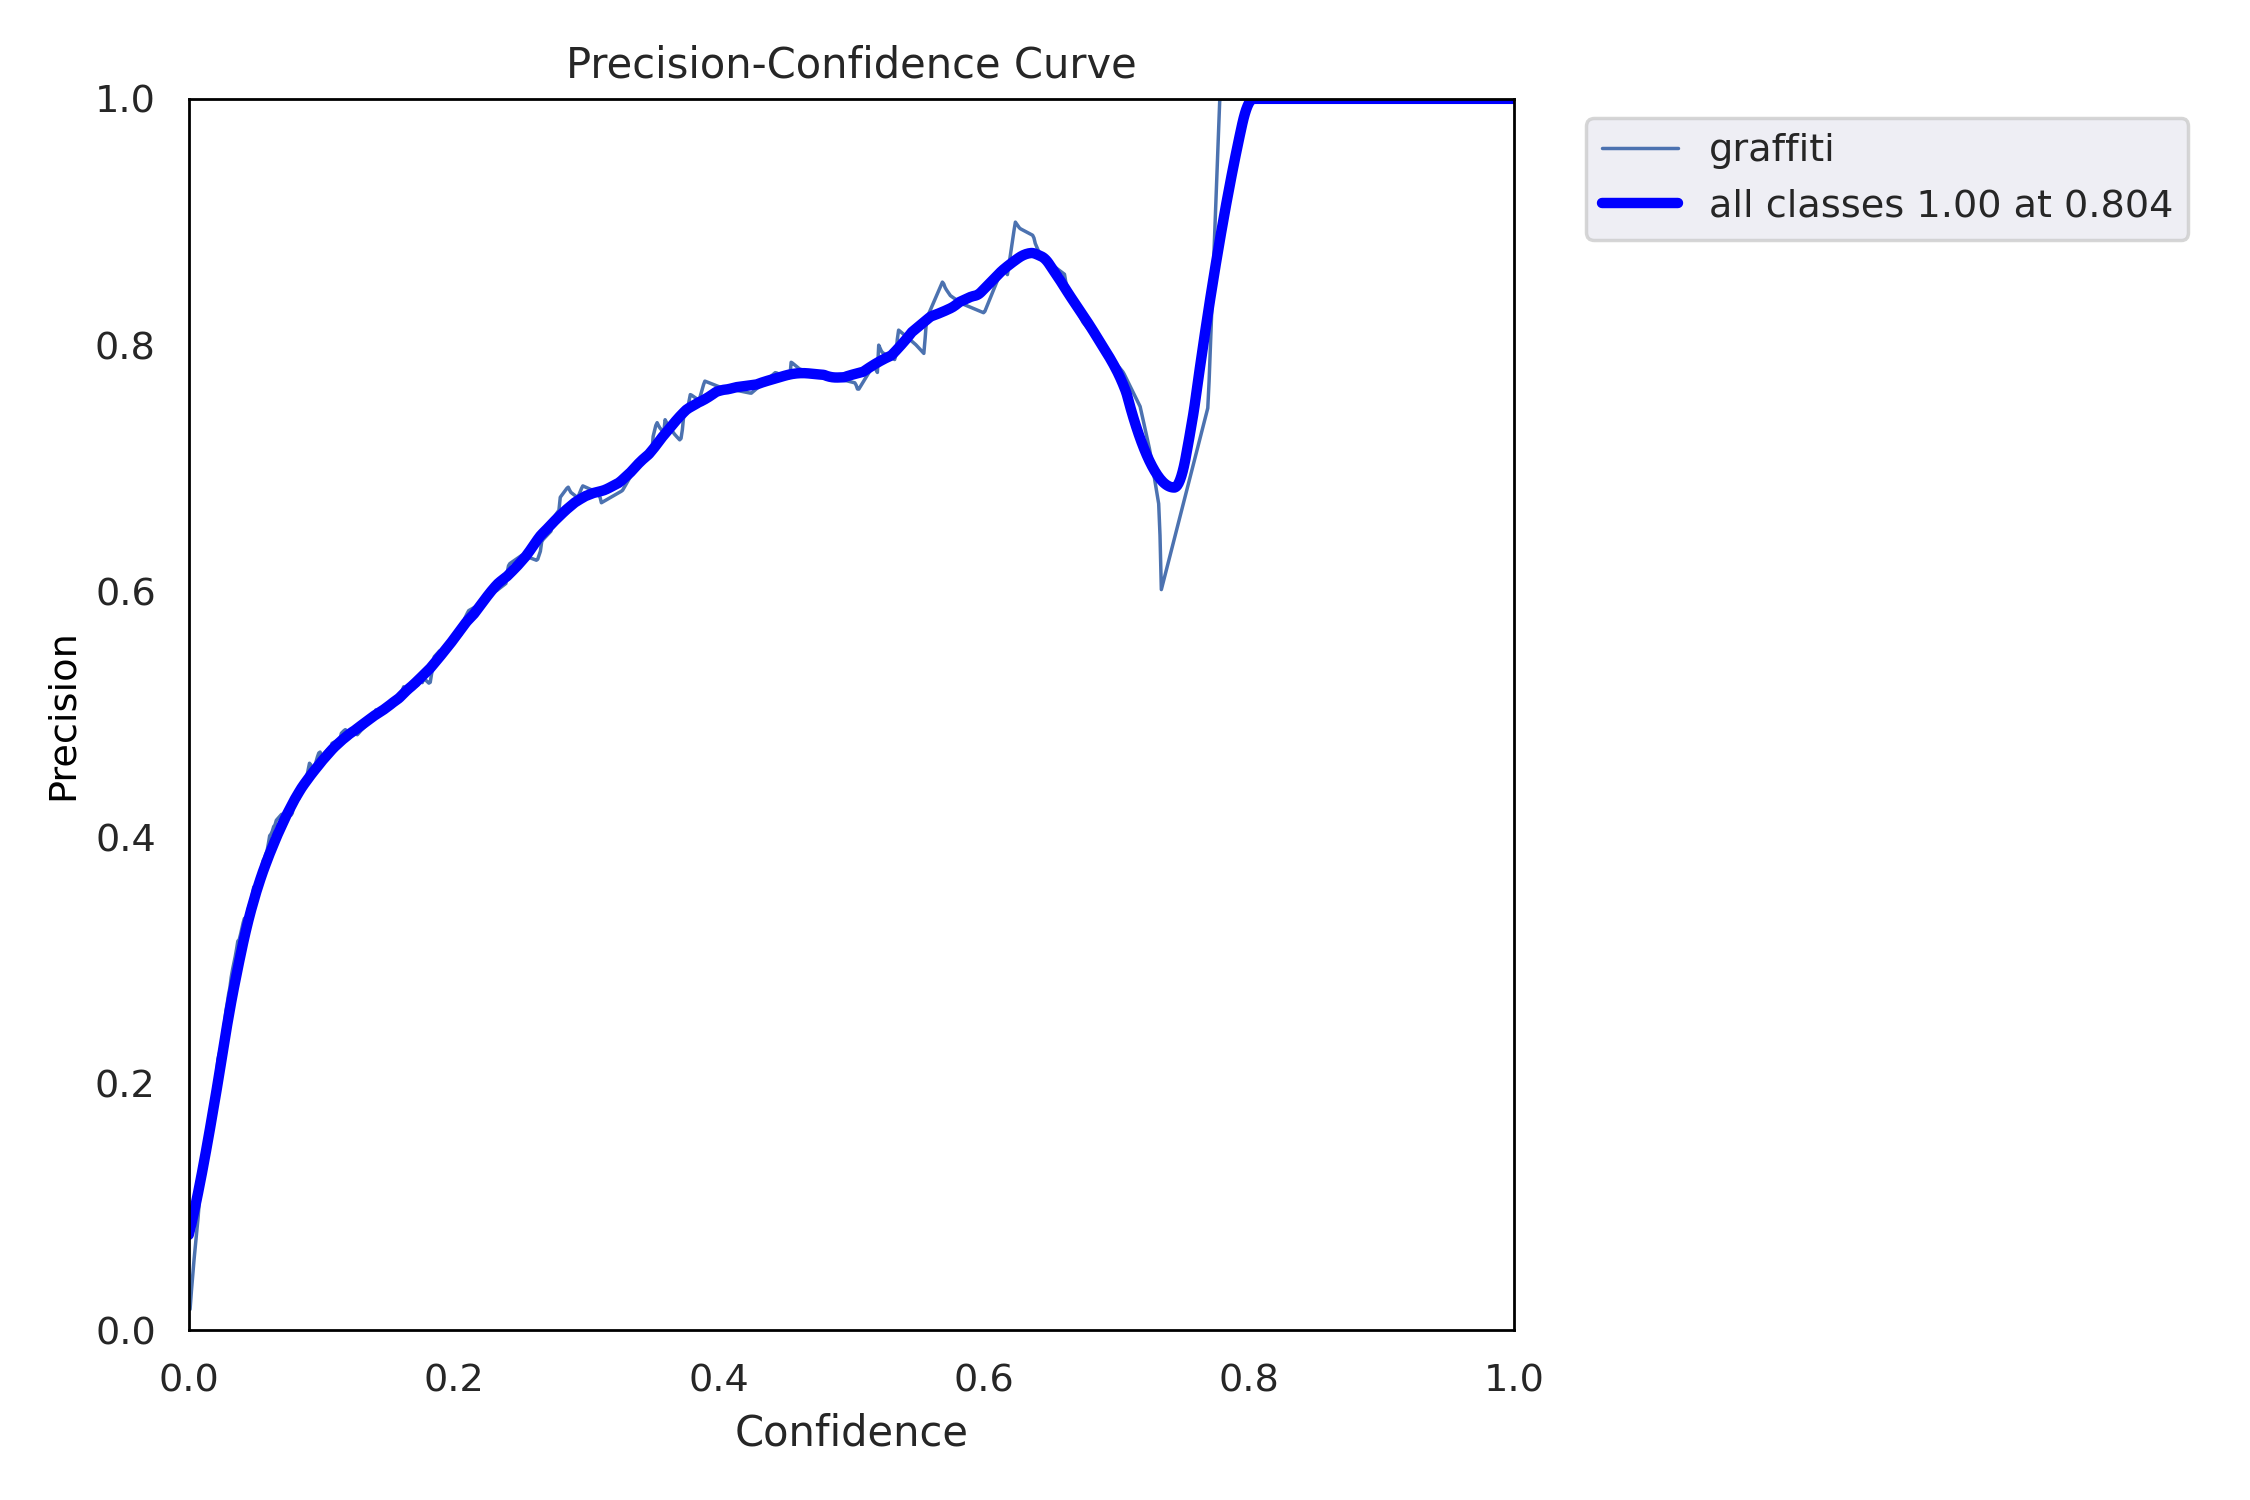 Precision-Confidence Curve
1.0
0.8
0.6
0.4
0.2
0.0
Precision
0.0 0.2 0.4 0.6 0.8 1.0
Confidence
graffiti
all classes 1.00 at 0.804